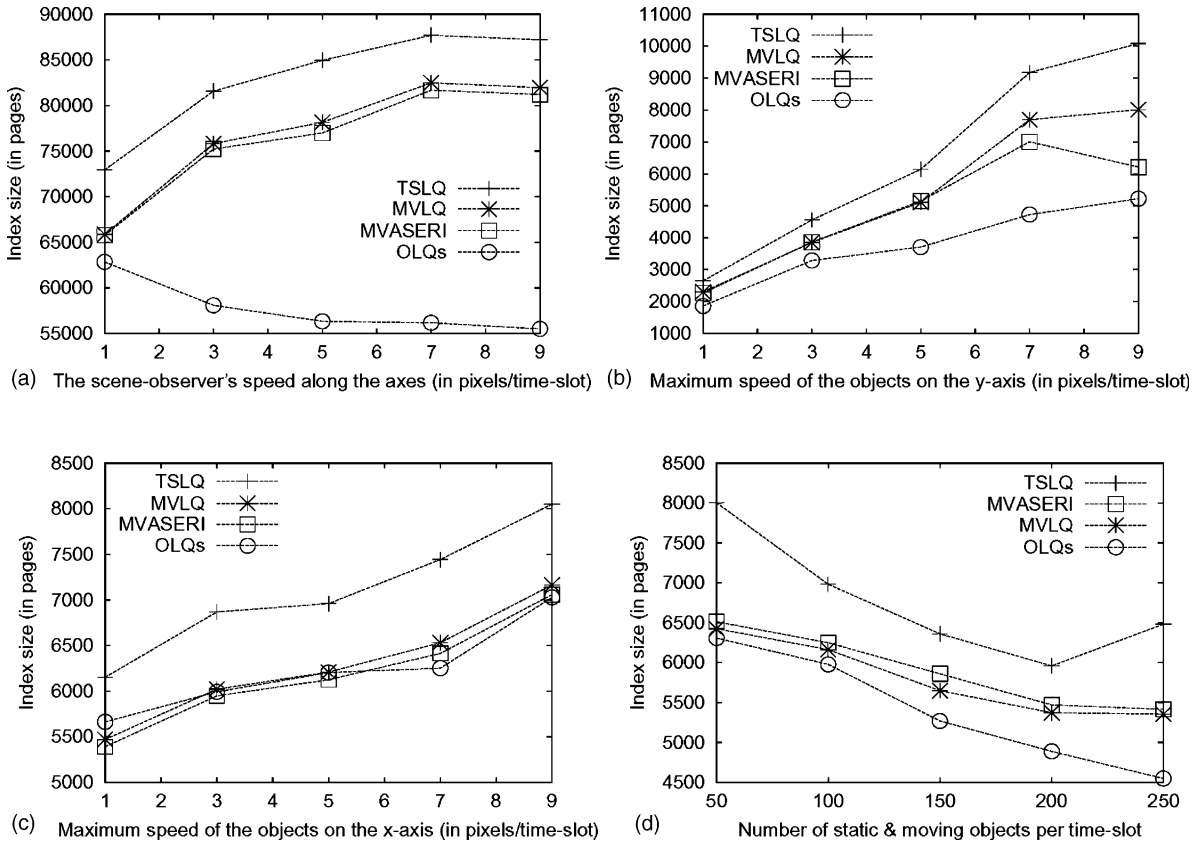 90000
85000
80000
75000
70000
65000
60000
55000
Index size (in pages)
TSLQ
MVLQ
MVASERI
OLQs
1 2 3 4 5 6 7 8 9
(a) The scene-observer's speed along the axes (in pixels/time-slot)
11000
10000
9000
8000
7000
6000
5000
4000
3000
2000
1000
Index size (in pages)
TSLQ
MVLQ
MVASERI
OLQs
1 2 3 4 5 6 7 8 9
(b) Maximum speed of the objects on the y-axis (in pixels/time-slot)
8500
8000
7500
7000
6500
6000
5500
5000
Index size (in pages)
TSLQ
MVLQ
MVASERI
OLQs
1 2 3 4 5 6 7 8 9
(c) Maximum speed of the objects on the x-axis (in pixels/time-slot)
8500
8000
7500
7000
6500
6000
5500
5000
4500
Index size (in pages)
TSLQ
MVASERI
MVLQ
OLQs
50 100 150 200 250
(d) Number of static & moving objects per time-slot